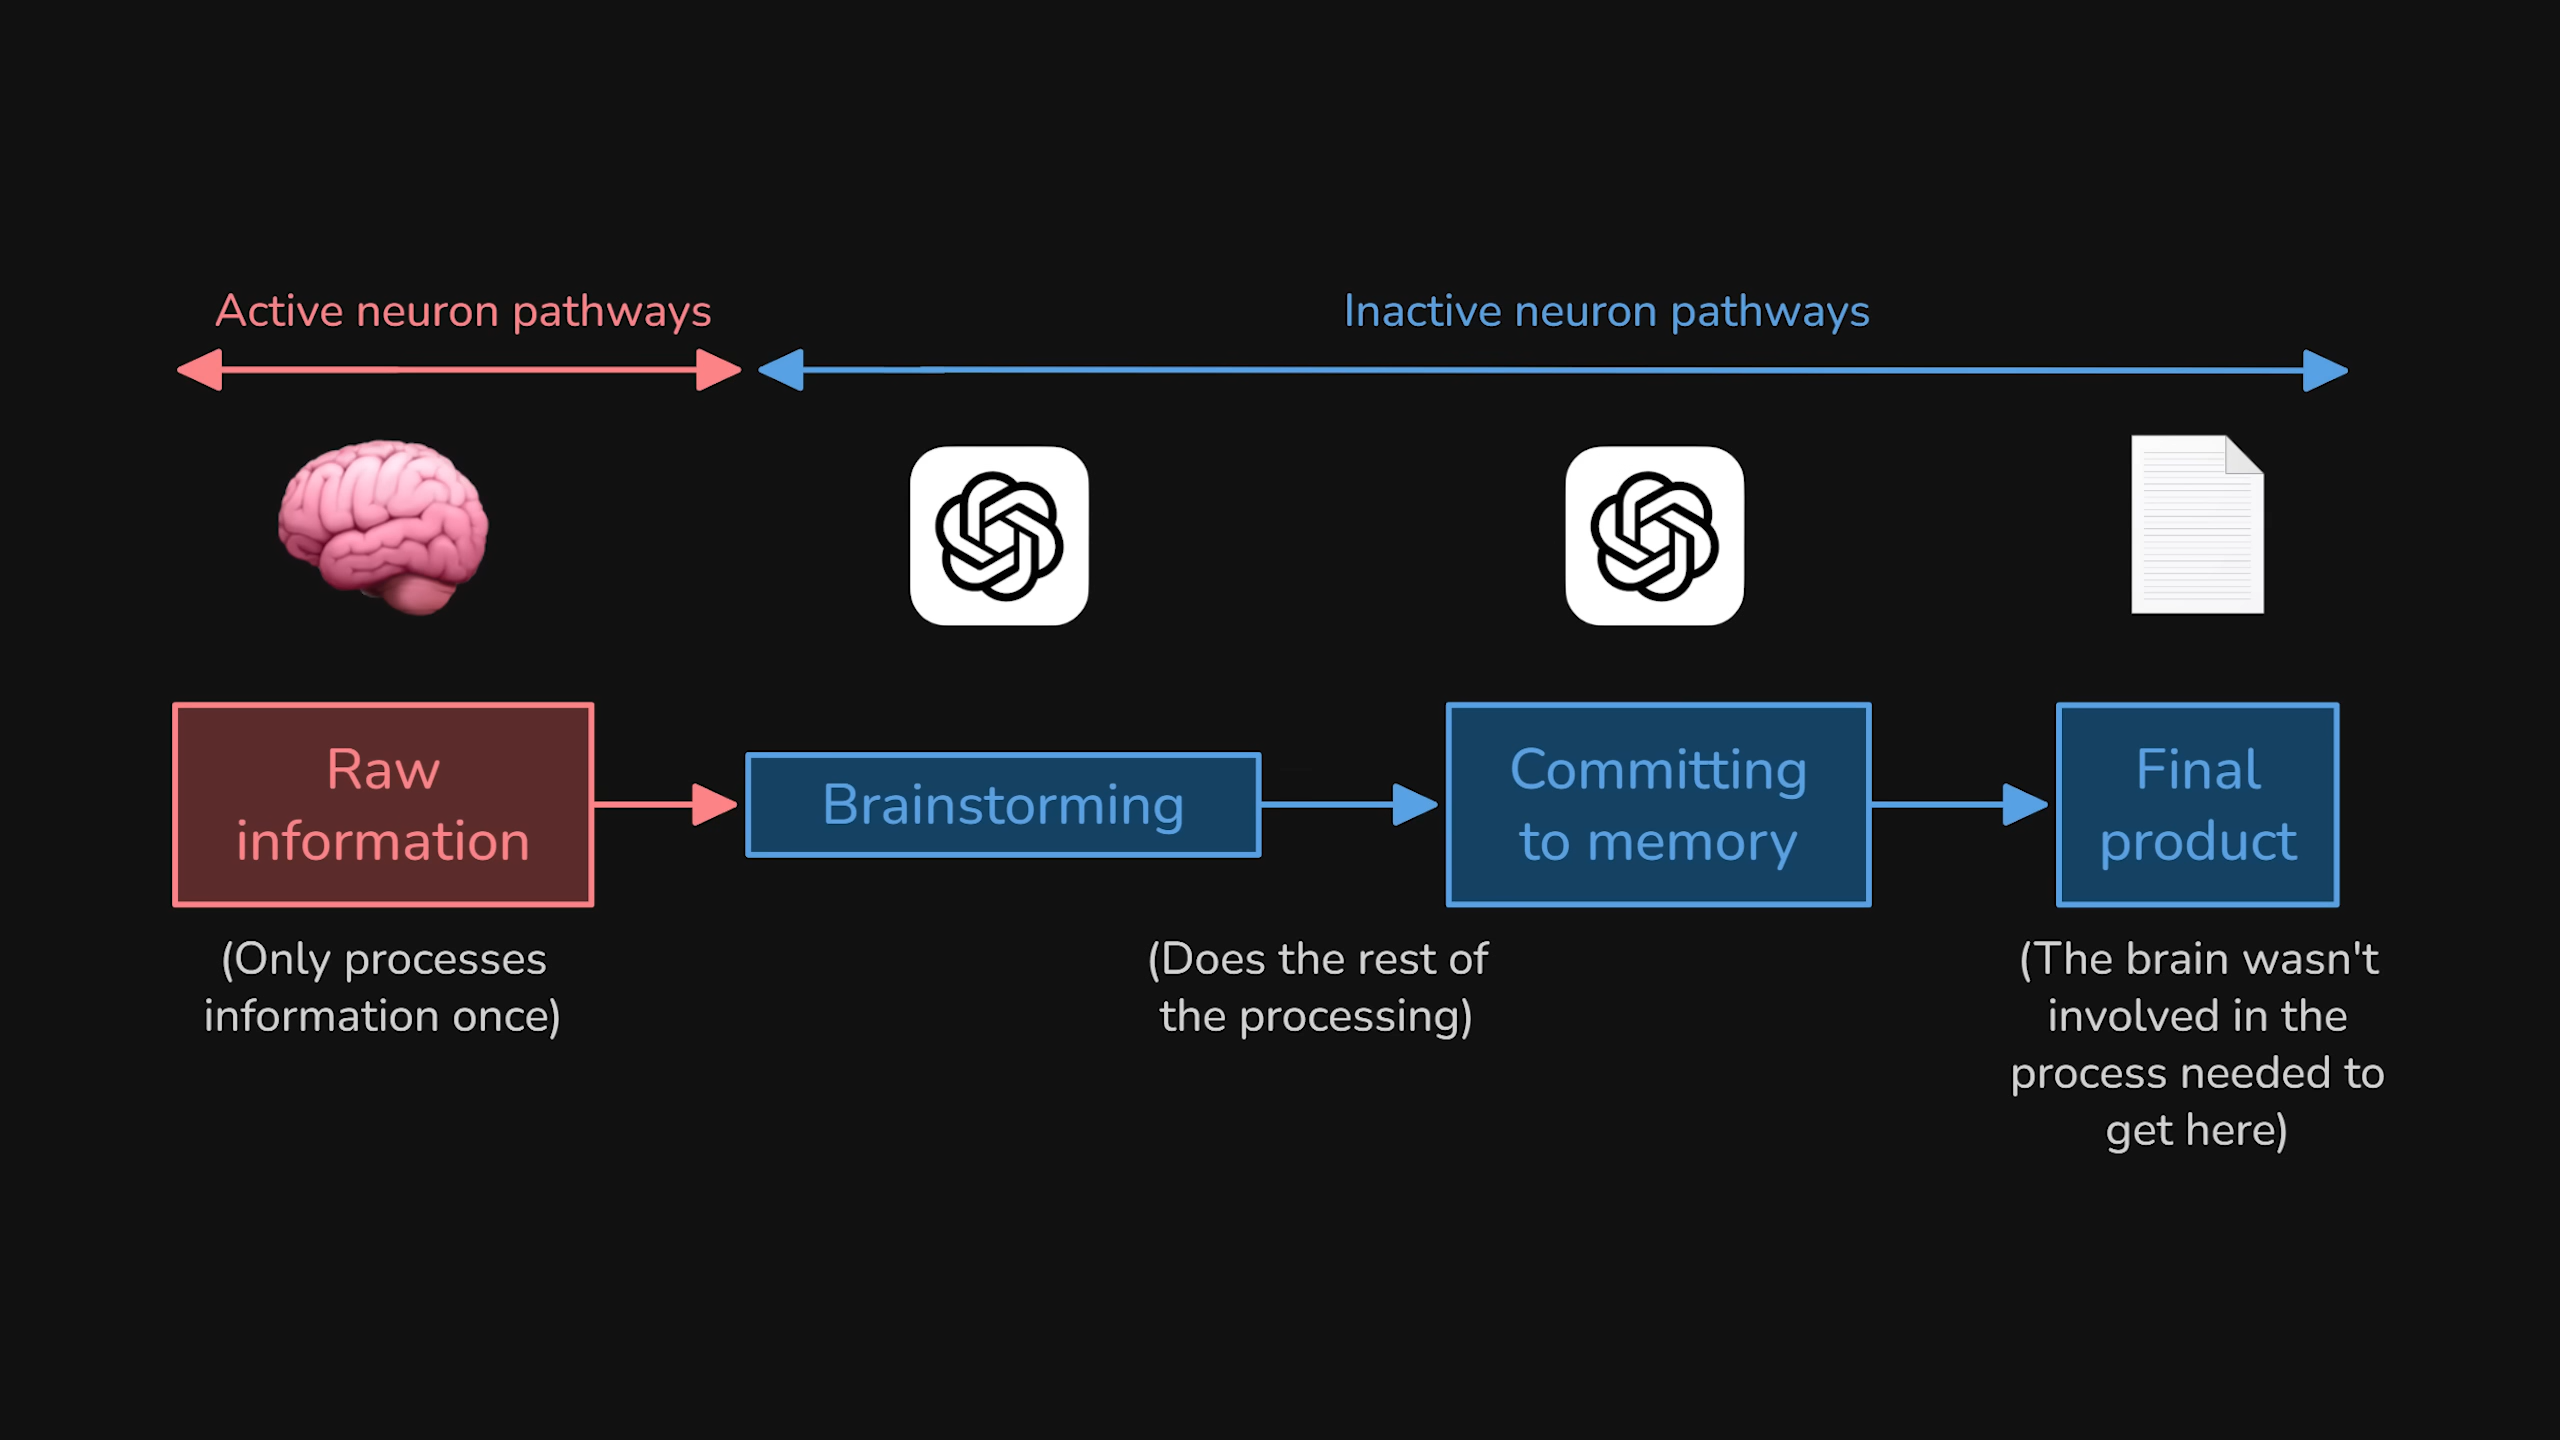 Active neuron pathways
Inactive neuron pathways
Raw
information
Brainstorming
Committing
to memory
Final
product
(Only processes
information once)
(Does the rest of
the processing)
(The brain wasn't
involved in the
process needed to
get here)